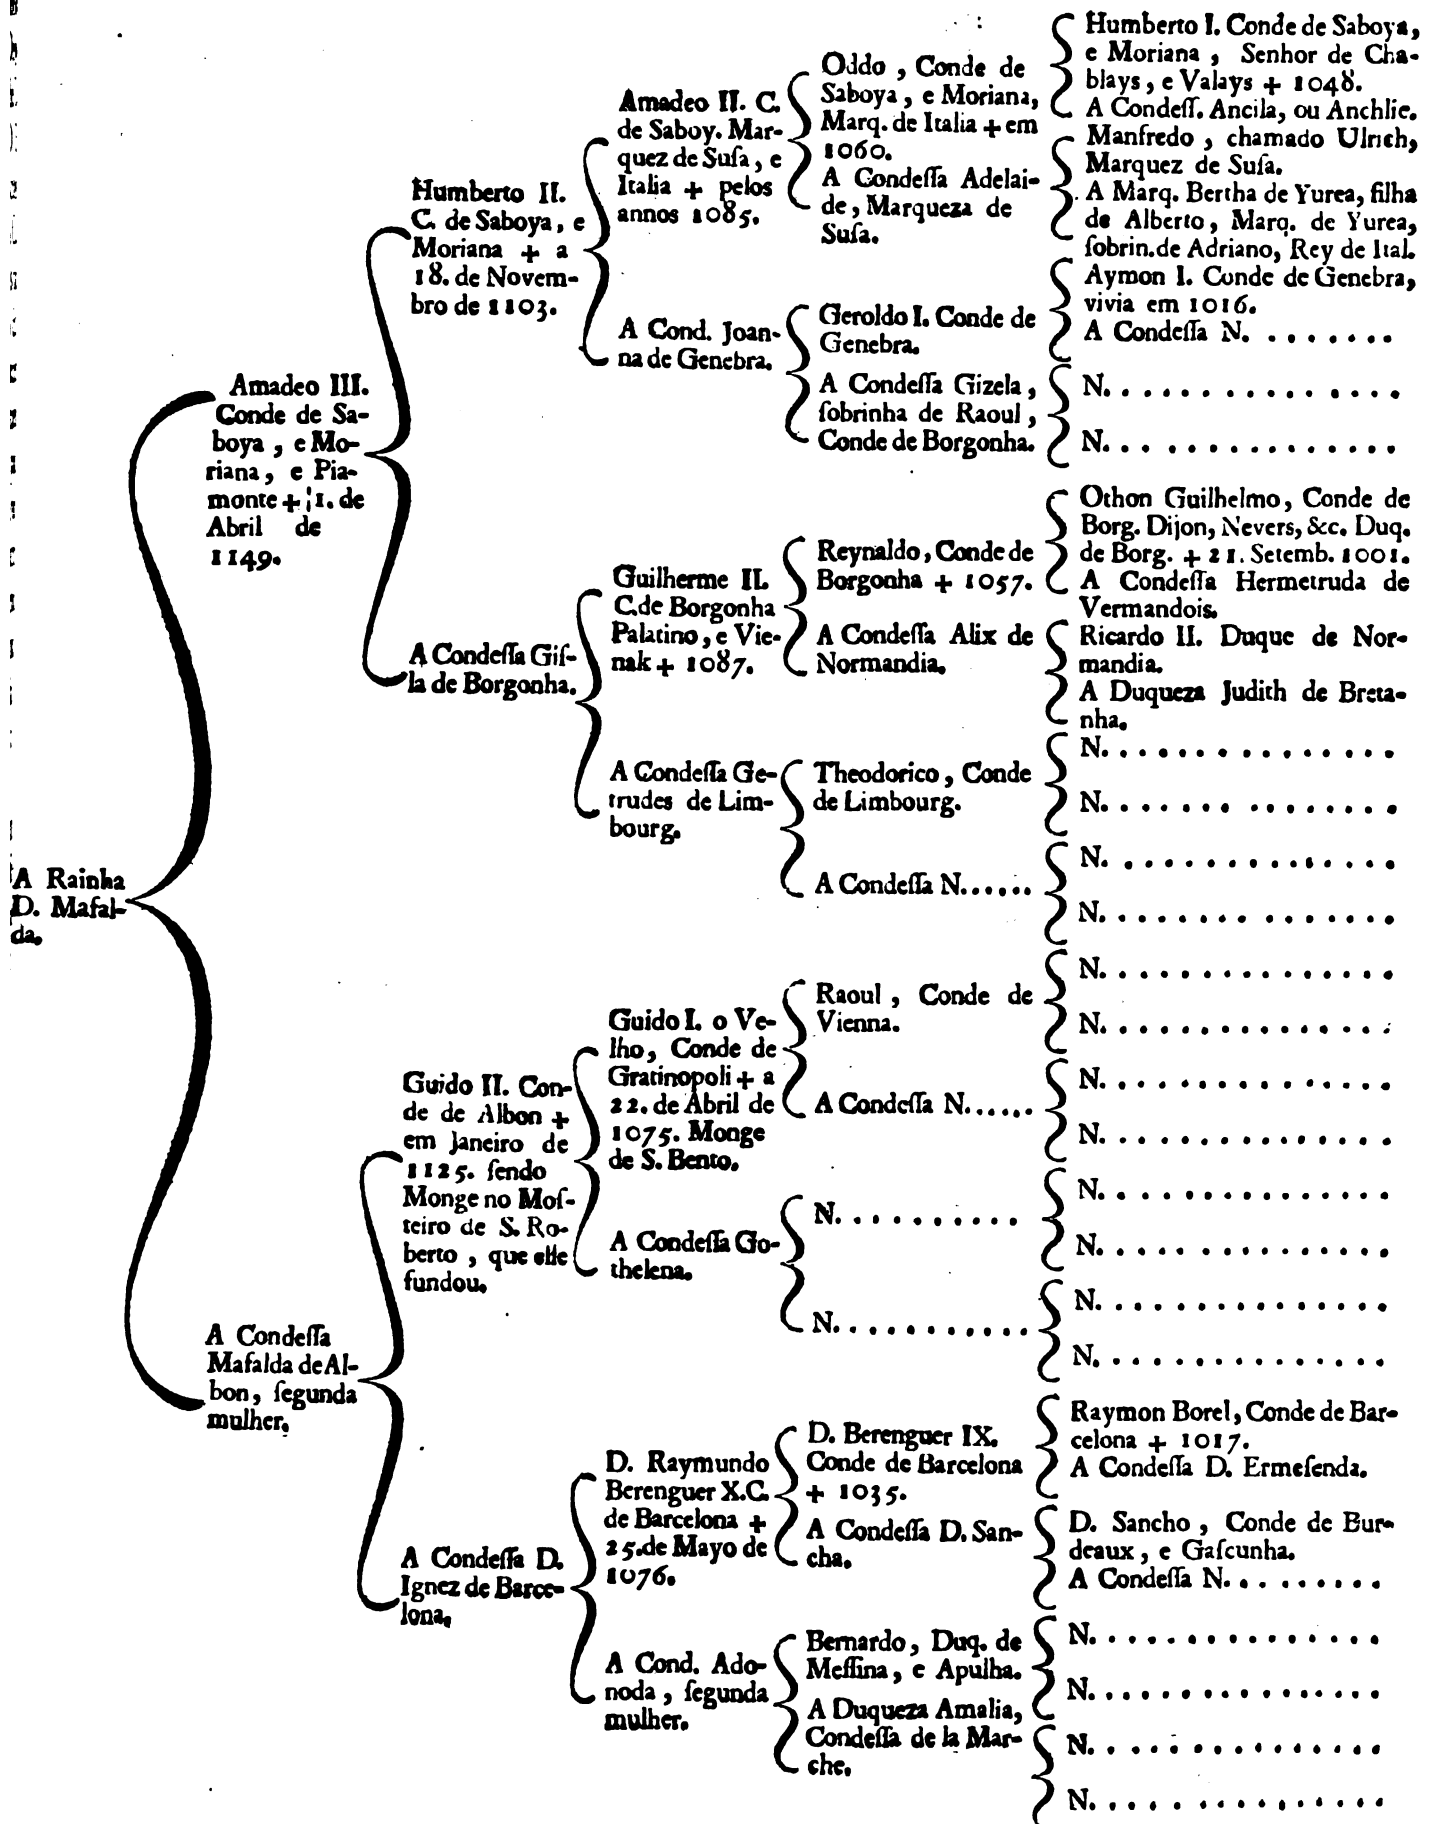 A Rainha
D. Mafal-
da.
Amadeo III.
Conde de Sa-
boya, e Mo-
riana, e Pia-
monte + 1. de
Abril de
1149.
A Condeſſa
Mafalda de Al-
bon, ſegunda
mulher.
Humberto II.
C. de Saboya, e
Moriana + a
18. de Novem-
bro de 1103.
A Condeſſa Giſ-
la de Borgonha.
Guido II. Con-
de de Albon +
em Janeiro de
1125. ſendo
Monge no Moſ-
teiro de S. Ro-
berto, que elle
fundou.
A Condeſſa D.
Ignez de Barce-
lona.
Amadeo II. C.
de Saboy. Mar-
quez de Suſa, e
Italia + pelos
annos 1085.
A Cond. Joan-
na de Genebra.
Guilherme II.
C. de Borgonha
Palatino, e Vie-
nak + 1087.
A Condeſſa Ge-
trudes de Lim-
bourg.
Guido I. o Ve-
lho, Conde de
Gratinopoli + a
22. de Abril de
1075. Monge
de S. Bento.
A Condeſſa Go-
thelena.
D. Raymundo
Berenguer X. C.
de Barcelona +
25. de Mayo de
1076.
A Cond. Ado-
noda, ſegunda
mulher.
Oddo, Conde de
Saboya, e Moriana,
Marq. de Italia + em
1060.
A Condeſſa Adelai-
de, Marqueza de
Suſa.
Geroldo I. Conde de
Genebra.
A Condeſſa Gizela,
ſobrinha de Raoul,
Conde de Borgonha.
Reynaldo, Conde de
Borgonha + 1057.
A Condeſſa Alix de
Normandia.
Theodorico, Conde
de Limbourg.
A Condeſſa N......
Raoul, Conde de
Vienna.
A Condeſſa N......
N. . . . . . . . . .
N. . . . . . . . . . .
D. Berenguer IX.
Conde de Barcelona
+ 1035.
A Condeſſa D. San-
cha.
Bernardo, Duq. de
Meſſina, e Apulha.
A Duqueza Amalia,
Condeſſa de la Mar-
che.
Humberto I. Conde de Saboya,
e Moriana, Senhor de Cha-
blays, e Valays + 1048.
A Condeſſ. Ancila, ou Anchlie.
Manfredo, chamado Ulrich,
Marquez de Suſa.
A Marq. Bertha de Yurea, filha
de Alberto, Marq. de Yurea,
ſobrin. de Adriano, Rey de Ital.
Aymon I. Conde de Genebra,
vivia em 1016.
A Condeſſa N. . . . . . . .
N. . . . . . . . . . . . . . .
N. . . . . . . . . . . . . . .
Othon Guilhelmo, Conde de
Borg. Dijon, Nevers, &c. Duq.
de Borg. + 21. Setemb. 1001.
A Condeſſa Hermetruda de
Vermandois.
Ricardo II. Duque de Nor-
mandia.
A Duqueza Judith de Breta-
nha.
N. . . . . . . . . . . . . . .
N. . . . . . . . . . . . . . .
N. . . . . . . . . . . . . . .
N. . . . . . . . . . . . . . .
N. . . . . . . . . . . . . . .
N. . . . . . . . . . . . . . .
N. . . . . . . . . . . . . . .
N. . . . . . . . . . . . . . .
N. . . . . . . . . . . . . . .
N. . . . . . . . . . . . . . .
N. . . . . . . . . . . . . . .
N. . . . . . . . . . . . . . .
Raymon Borel, Conde de Bar-
celona + 1017.
A Condeſſa D. Ermeſenda.
D. Sancho, Conde de Bur-
deaux, e Gaſcunha.
A Condeſſa N. . . . . . . . .
N. . . . . . . . . . . . . . .
N. . . . . . . . . . . . . . .
N. . . . . . . . . . . . . . .
N. . . . . . . . . . . . . . .